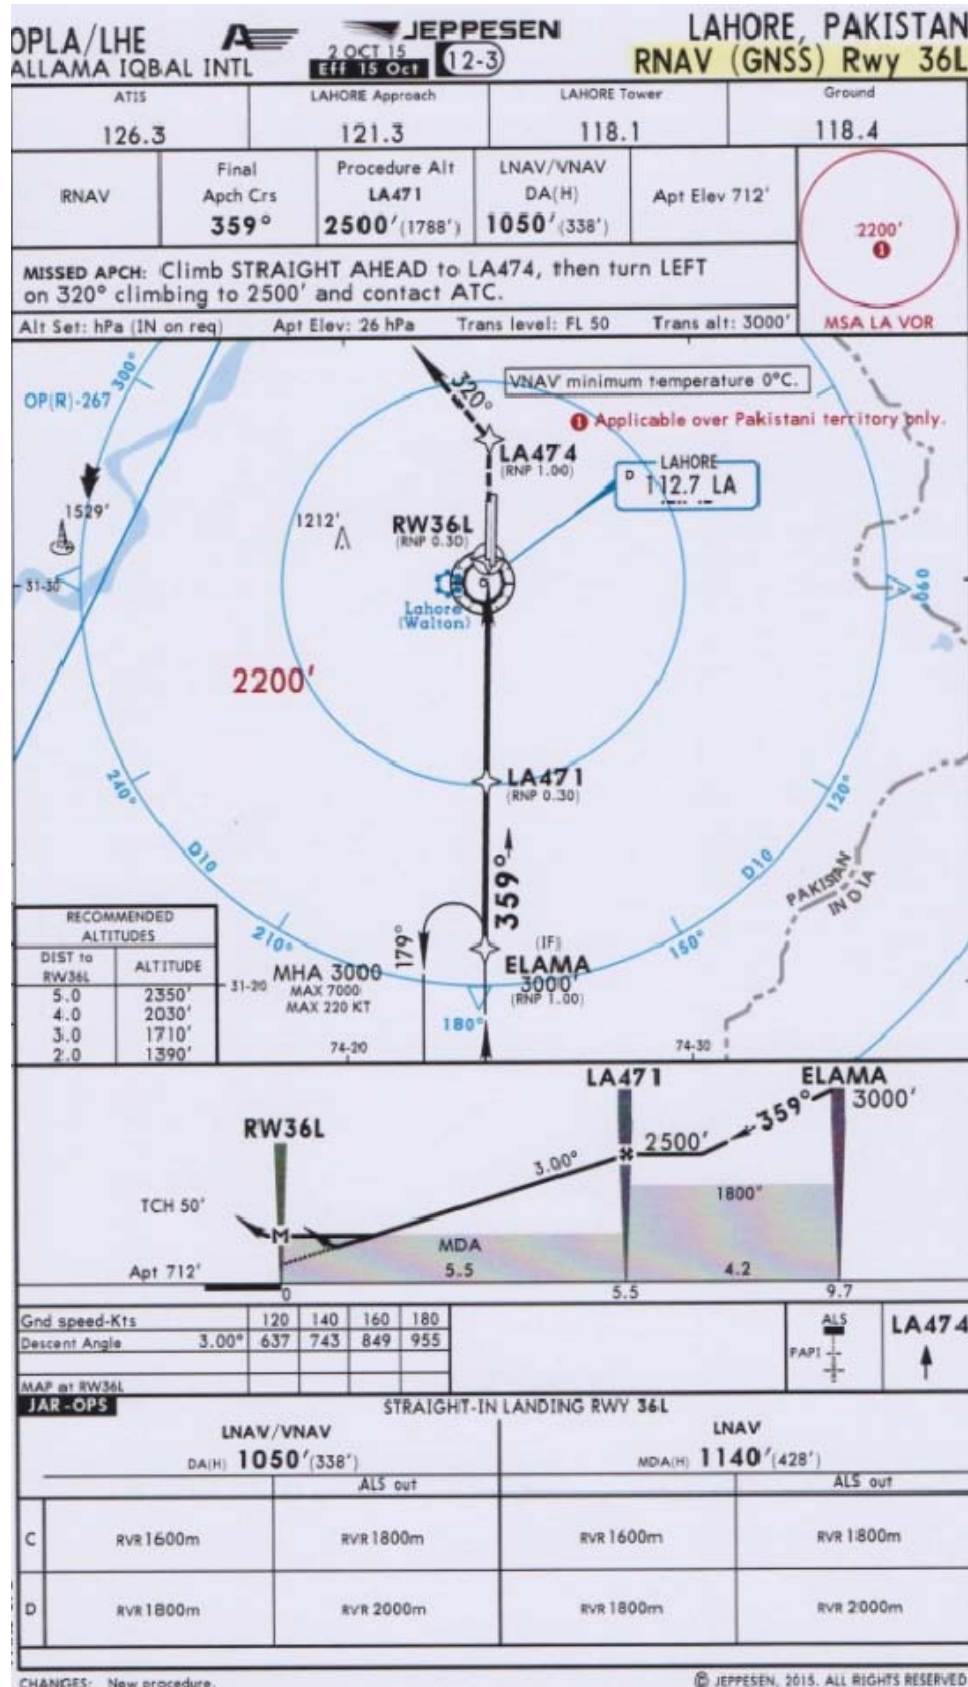 OPLA/LHE
ALLAMA IQBAL INTL
JEPPESEN
2 OCT 15
Eff 15 Oct
12-3
LAHORE, PAKISTAN
RNAV (GNSS) Rwy 36L
ATIS
126.3
LAHORE Approach
121.3
LAHORE Tower
118.1
Ground
118.4
RNAV
Final
Apch Crs
359°
Procedure Alt
LA471
2500'(1788')
LNAV/VNAV
DA(H)
1050'(338')
Apt Elev 712'
2200'
1
MSA LA VOR
MISSED APCH: Climb STRAIGHT AHEAD to LA474, then turn LEFT
on 320° climbing to 2500' and contact ATC.
Alt Set: hPa (IN on req) Apt Elev: 26 hPa Trans level: FL 50 Trans alt: 3000'
VNAV minimum temperature 0°C.
1 Applicable over Pakistani territory only.
300°
OP(R)-267
320°
LA474
(RNP 1.00)
LAHORE
D 112.7 LA
1529'
1212'
RW36L
(RNP 0.30)
31-30
060
Lahore
(Walton)
2200'
LA471
(RNP 0.30)
240°
120°
D10
D10
359°
PAKISTAN
INDIA
210°
150°
179°
(IF)
ELAMA
3000'
(RNP 1.00)
31-20
MHA 3000
MAX 7000
MAX 220 KT
180°
74-20
74-30
RECOMMENDED
ALTITUDES
DIST to
RW36L ALTITUDE
5.0 2350'
4.0 2030'
3.0 1710'
2.0 1390'
LA471
ELAMA
3000'
RW36L
359°
2500'
3.00°
TCH 50'
1800'
M
MDA
Apt 712'
5.5
4.2
0
5.5
9.7
Gnd speed-Kts 120 140 160 180
Descent Angle 3.00° 637 743 849 955
MAP at RW36L
ALS
PAPI
LA474
JAR-OPS
STRAIGHT-IN LANDING RWY 36L
LNAV/VNAV
DA(H) 1050'(338')
LNAV
MDA(H) 1140'(428')
ALS out
ALS out
C RVR 1600m RVR 1800m RVR 1600m RVR 1800m
D RVR 1800m RVR 2000m RVR 1800m RVR 2000m
CHANGES: New procedure.
© JEPPESEN, 2015. ALL RIGHTS RESERVED